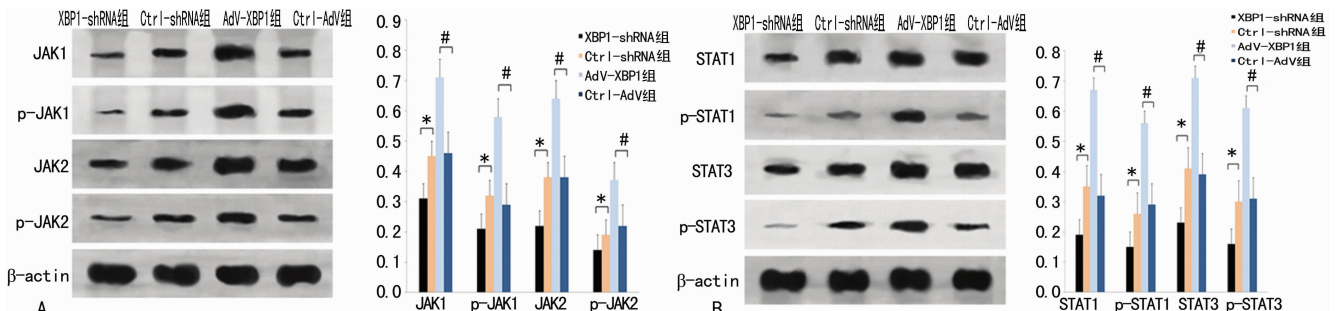 XBP1-shRNA组 Ctrl-shRNA组 AdV-XBP1组 Ctrl-AdV组
JAK1
p-JAK1
JAK2
p-JAK2
β-actin
A
0.9
0.8
0.7
0.6
0.5
0.4
0.3
0.2
0.1
0.0
XBP1-shRNA组
Ctrl-shRNA组
AdV-XBP1组
Ctrl-AdV组
* # * # * # * #
JAK1 p-JAK1 JAK2 p-JAK2
XBP1-shRNA组 Ctrl-shRNA组 AdV-XBP1组 Ctrl-AdV组
STAT1
p-STAT1
STAT3
p-STAT3
β-actin
B
0.8
0.7
0.6
0.5
0.4
0.3
0.2
0.1
0.0
XBP1-shRNA组
Ctrl-shRNA组
AdV-XBP1组
Ctrl-AdV组
* # * # * # * #
STAT1 p-STAT1 STAT3 p-STAT3